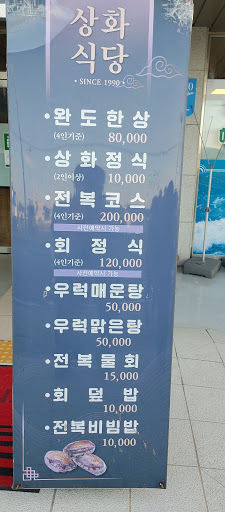 상화
식당
• SINCE 1990 •
•완도한상
(4인기준) 80,000
•상화정식
(2인이상) 10,000
•전복코스
(4인기준) 200,000
사전예약시 가능
•회 정 식
(4인기준) 120,000
사전예약시 가능
•우럭매운탕
50,000
•우럭맑은탕
50,000
•전복물회
15,000
•회 덮 밥
10,000
•전복비빔밥
10,000